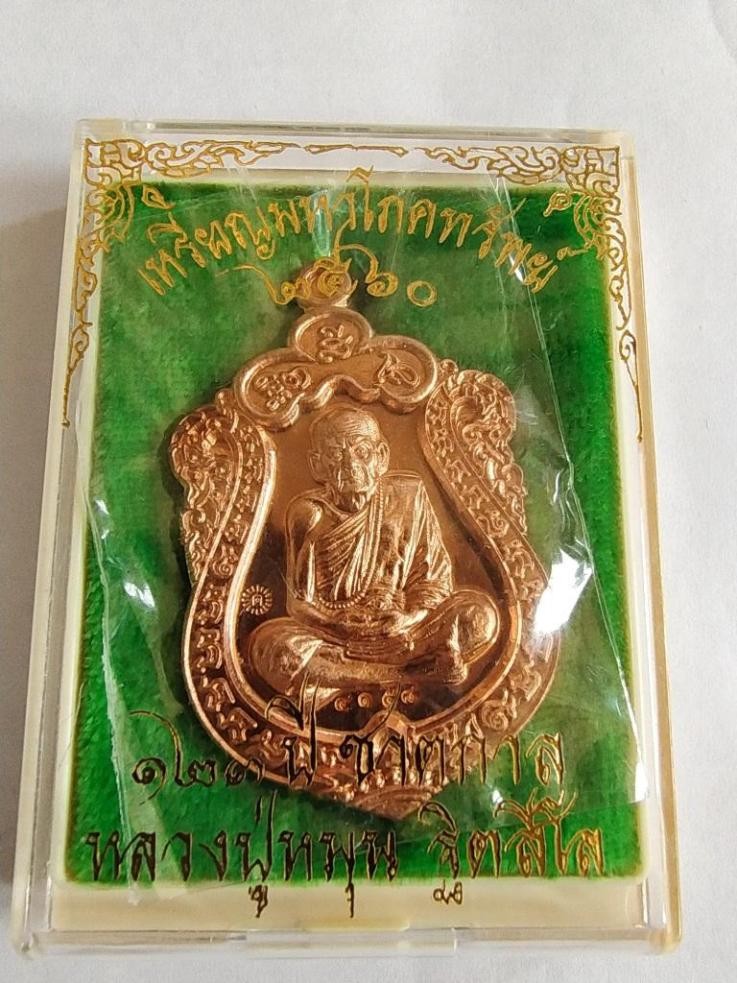 เหรียญมหาโภคทรัพย์
๒๕๖๐
๑๒๓ ปี ชาตุกาล
หลวงปู่หมุน ฐิตสีโล